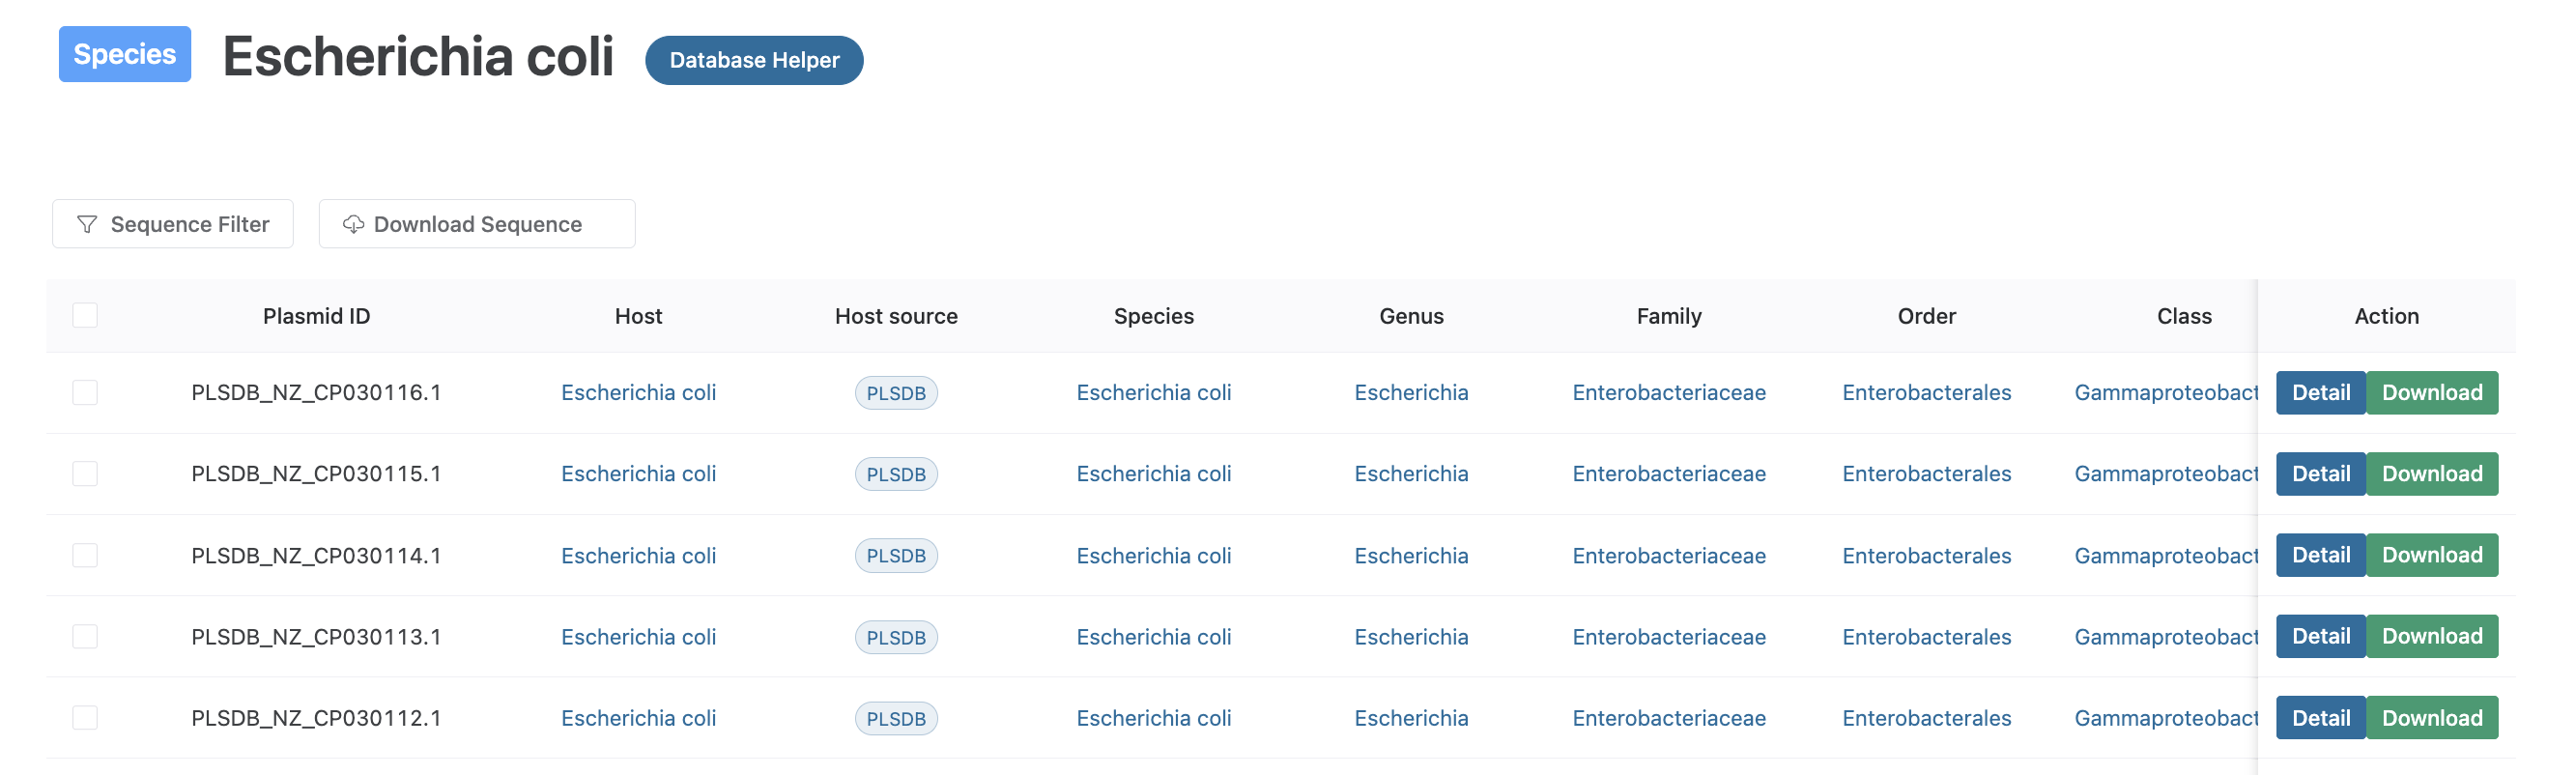 Species Escherichia coli Database Helper
Sequence Filter Download Sequence
Plasmid ID Host Host source Species Genus Family Order Class Action
PLSDB_NZ_CP030116.1 Escherichia coli PLSDB Escherichia coli Escherichia Enterobacteriaceae Enterobacterales Gammaproteobact Detail Download
PLSDB_NZ_CP030115.1 Escherichia coli PLSDB Escherichia coli Escherichia Enterobacteriaceae Enterobacterales Gammaproteobact Detail Download
PLSDB_NZ_CP030114.1 Escherichia coli PLSDB Escherichia coli Escherichia Enterobacteriaceae Enterobacterales Gammaproteobact Detail Download
PLSDB_NZ_CP030113.1 Escherichia coli PLSDB Escherichia coli Escherichia Enterobacteriaceae Enterobacterales Gammaproteobact Detail Download
PLSDB_NZ_CP030112.1 Escherichia coli PLSDB Escherichia coli Escherichia Enterobacteriaceae Enterobacterales Gammaproteobact Detail Download